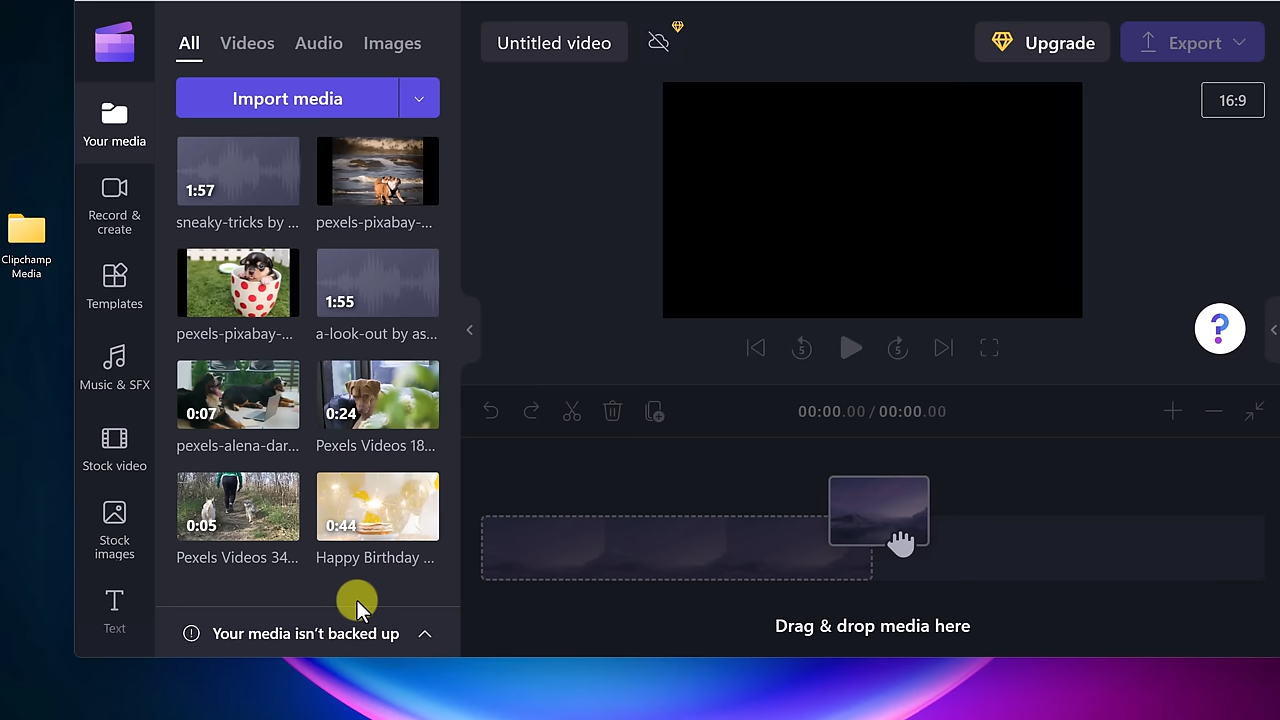 All Videos Audio Images
Untitled video
Upgrade
Export
Import media
16:9
Your media
1:57
sneaky-tricks by ...
pexels-pixabay-...
Record &
create
Clipchamp
Media
1:55
pexels-pixabay-...
a-look-out by as...
Templates
Music & SFX
0:07
0:24
pexels-alena-dar...
Pexels Videos 18...
5
5
00:00.00 / 00:00.00
Stock video
0:05
0:44
Pexels Videos 34...
Happy Birthday ...
Stock
images
Text
Your media isn't backed up
Drag & drop media here
?